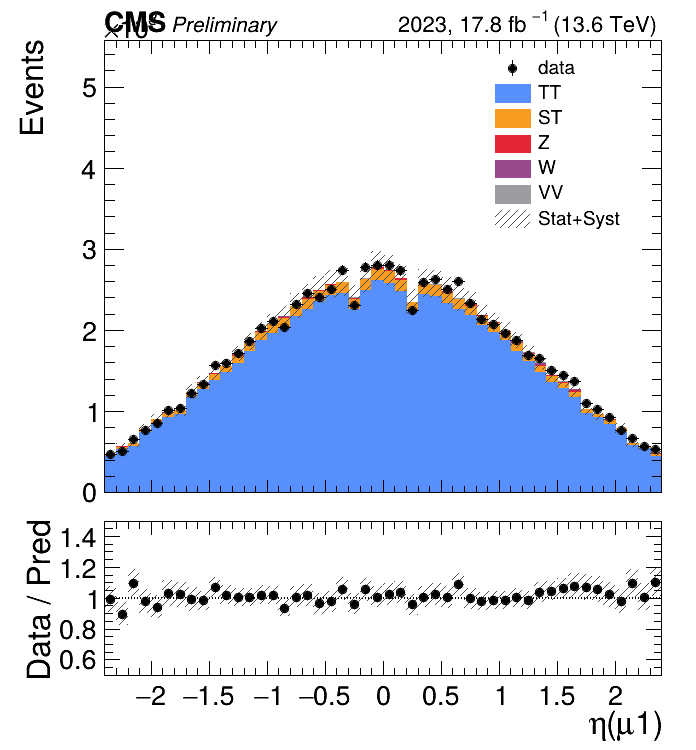 CMS Preliminary 2023, 17.8 fb⁻¹ (13.6 TeV)
Events
5
4
3
2
1
0
data
TT
ST
Z
W
VV
Stat+Syst
Data / Pred
1.4
1.2
1
0.8
0.6
−2 −1.5 −1 −0.5 0 0.5 1 1.5 2
η(μ1)